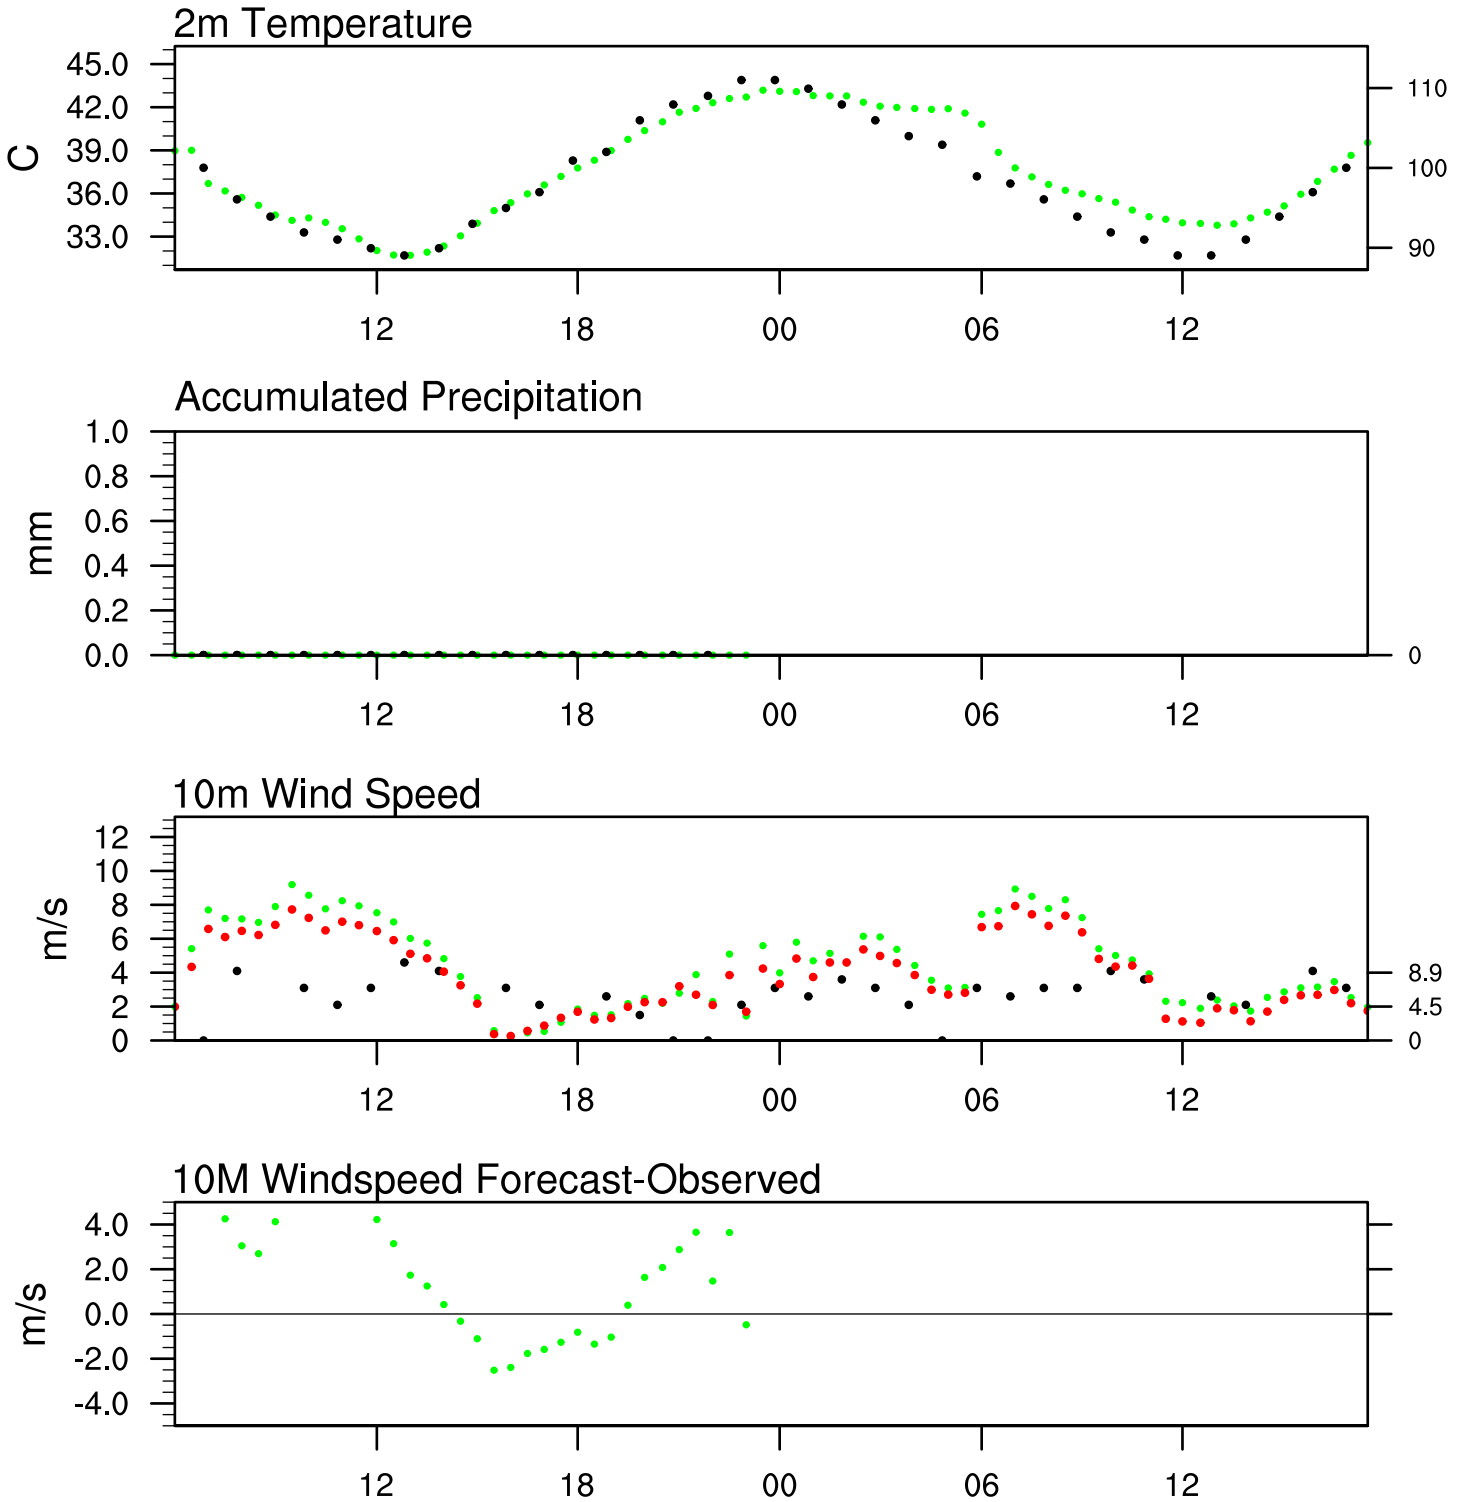 2m Temperature
45.0
42.0
39.0
36.0
33.0
C
110
100
90
12 18 00 06 12
Accumulated Precipitation
1.0
0.8
0.6
0.4
0.2
0.0
mm
0
12 18 00 06 12
10m Wind Speed
12
10
8
6
4
2
0
m/s
8.9
4.5
0
12 18 00 06 12
10M Windspeed Forecast-Observed
4.0
2.0
0.0
-2.0
-4.0
m/s
12 18 00 06 12